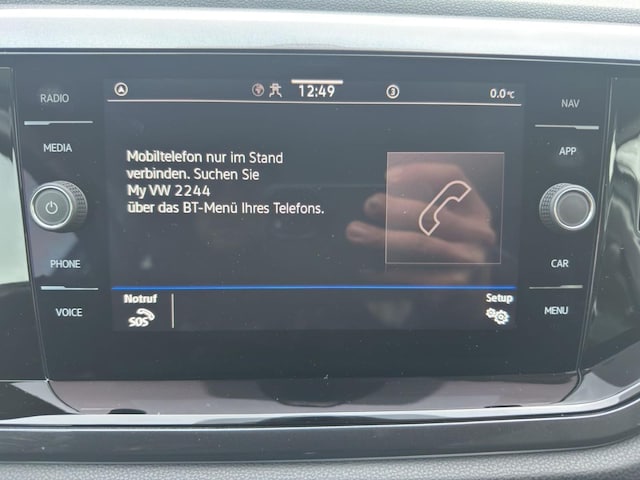 RADIO
MEDIA
PHONE
VOICE
12:49
3
0.0°C
Mobiltelefon nur im Stand
verbinden. Suchen Sie
My VW 2244
über das BT-Menü Ihres Telefons.
Notruf
SOS
Setup
NAV
APP
CAR
MENU